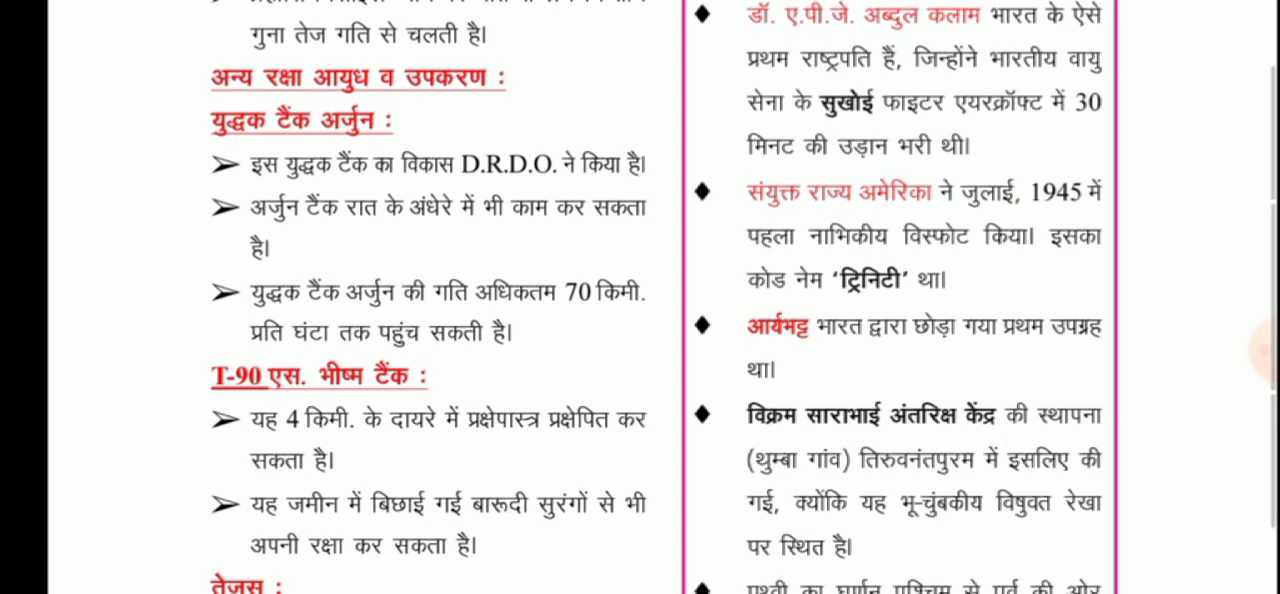 गुना तेज गति से चलती है।
अन्य रक्षा आयुध व उपकरण :
युद्धक टैंक अर्जुन :
➢ इस युद्धक टैंक का विकास D.R.D.O. ने किया है।
➢ अर्जुन टैंक रात के अंधेरे में भी काम कर सकता
है।
➢ युद्धक टैंक अर्जुन की गति अधिकतम 70 किमी.
प्रति घंटा तक पहुंच सकती है।
T-90 एस. भीष्म टैंक :
➢ यह 4 किमी. के दायरे में प्रक्षेपास्त्र प्रक्षेपित कर
सकता है।
➢ यह जमीन में बिछाई गई बारूदी सुरंगों से भी
अपनी रक्षा कर सकता है।
तेजस :
♦ डॉ. ए.पी.जे. अब्दुल कलाम भारत के ऐसे
प्रथम राष्ट्रपति हैं, जिन्होंने भारतीय वायु
सेना के सुखोई फाइटर एयरक्रॉफ्ट में 30
मिनट की उड़ान भरी थी।
♦ संयुक्त राज्य अमेरिका ने जुलाई, 1945 में
पहला नाभिकीय विस्फोट किया। इसका
कोड नेम ‘ट्रिनिटी’ था।
♦ आर्यभट्ट भारत द्वारा छोड़ा गया प्रथम उपग्रह
था।
♦ विक्रम साराभाई अंतरिक्ष केंद्र की स्थापना
(थुम्बा गांव) तिरुवनंतपुरम में इसलिए की
गई, क्योंकि यह भू-चुंबकीय विषुवत रेखा
पर स्थित है।
♦ पृथ्वी का घूर्णन पश्चिम से पूर्व की ओर